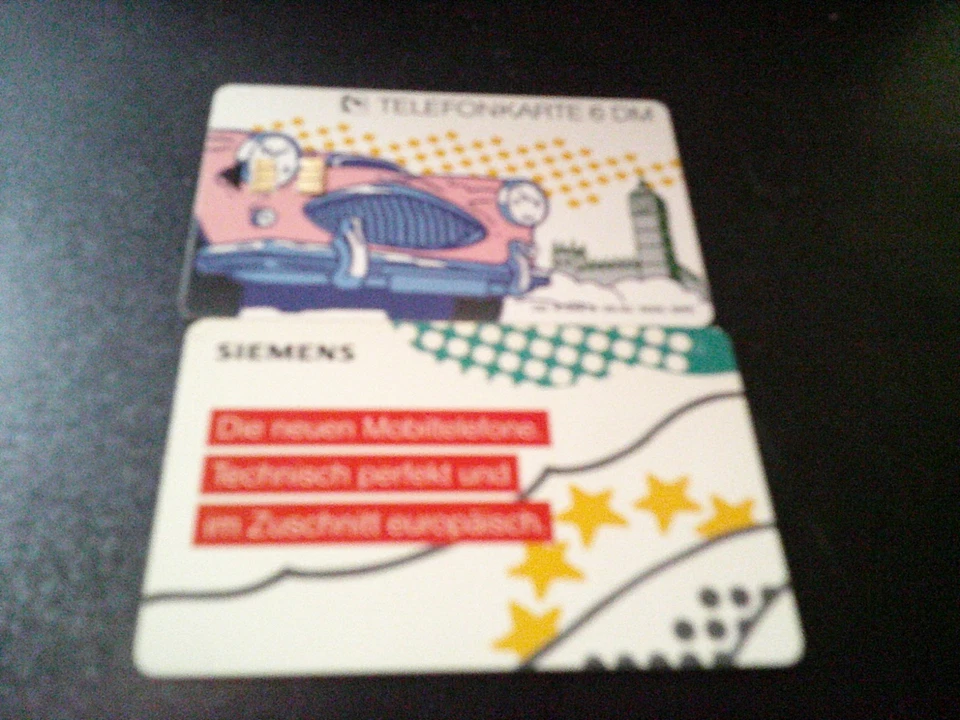 TELEFONKARTE 6 DM
SIEMENS
Die neuen Mobiltelefone.
Technisch perfekt und
im Zuschnitt europäisch.